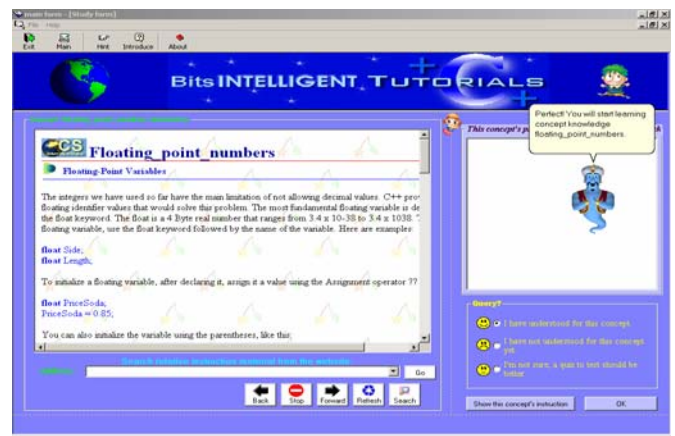 main form - [Study form]
File Help
Exit Main Hint Introduce About
Bits INTELLIGENT TUTORIALS
Perfect! You will start learning
concept knowledge
floating_point_numbers.
This concept's p
CS Floating_point_numbers
Floating-Point Variables
The integers we have used so far have the main limitation of not allowing decimal values. C++ prov
floating identifier values that would solve this problem. The most fundamental floating variable is de
the float keyword. The float is a 4 Byte real number that ranges from 3.4 x 10-38 to 3.4 x 1038.
floating variable, use the float keyword followed by the name of the variable. Here are examples:
float Side;
float Length;
To initialize a floating variable, after declaring it, assign it a value using the Assignment operator ??
float PriceSoda;
PriceSoda = 0.85;
You can also initialize the variable using the parentheses, like this:
Query?
I have understood for this concept
I have not understood for this concept
yet
I'm not sure, a quiz to test should be
better
Search relative instruction material from the website
Go
Back Stop Forward Refresh Search
Show this concept's instruction OK